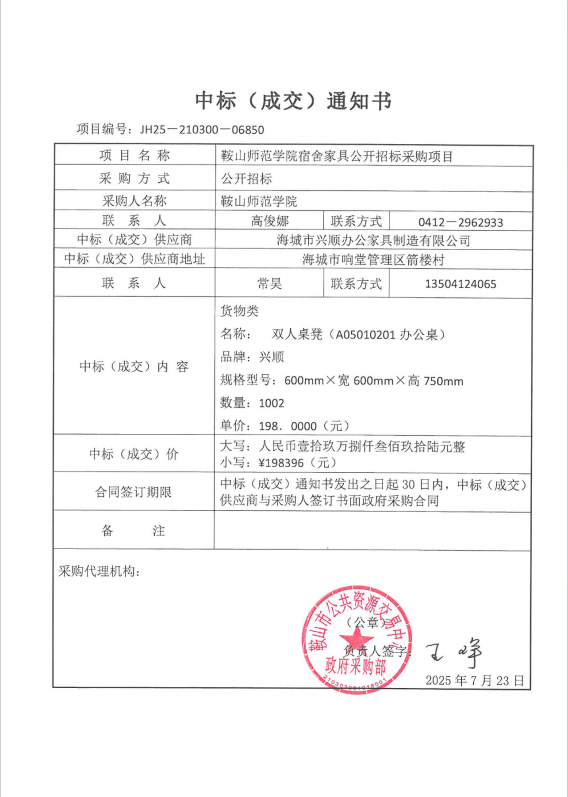 中标（成交）通知书
项目编号：JH25－210300－06850
项 目 名 称 鞍山师范学院宿舍家具公开招标采购项目
采 购 方 式 公开招标
采购人名称 鞍山师范学院
联 系 人 高俊娜 联系方式 0412－2962933
中标（成交）供应商 海城市兴顺办公家具制造有限公司
中标（成交）供应商地址 海城市响堂管理区箭楼村
联 系 人 常昊 联系方式 13504124065
货物类
名称： 双人桌凳（A05010201 办公桌）
品牌：兴顺
中标（成交）内 容 规格型号：600mm×宽 600mm×高 750mm
数量：1002
单价：198．0000（元）
中标（成交）价 大写：人民币壹拾玖万捌仟叁佰玖拾陆元整
小写：¥198396（元）
合同签订期限 中标（成交）通知书发出之日起 30 日内，中标（成交）
供应商与采购人签订书面政府采购合同
备 注
采购代理机构：
鞍山市公共资源交易中心
（公章）
负责人签字： 王峥
政府采购部
2025 年 7 月 23 日